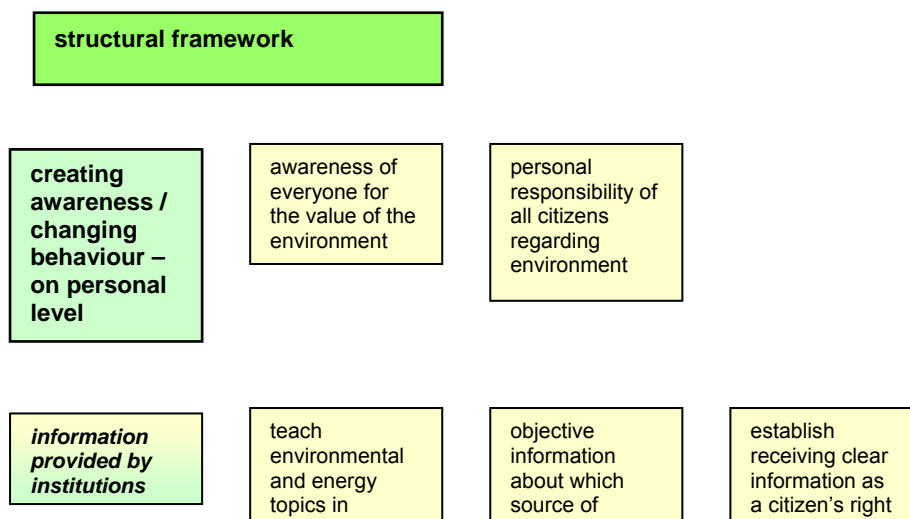 structural framework
creating
awareness /
changing
behaviour –
on personal
level
awareness of
everyone for
the value of the
environment
personal
responsibility of
all citizens
regarding
environment
information
provided by
institutions
teach
environmental
and energy
topics in
objective
information
about which
source of
establish
receiving clear
information as
a citizen's right